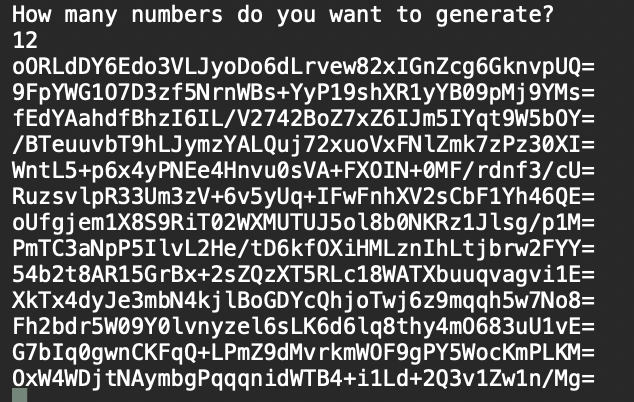 How many numbers do you want to generate?
12
oORLdDY6Edo3VLJyoDo6dLrvew82xIGnZcg6GknvpUQ=
9FpYWG1O7D3zf5NrnWBs+YyP19shXR1yYB09pMj9YMs=
fEdYAahdfBhzI6IL/V2742BoZ7xZ6IJm5IYqt9W5bOY=
/BTeuuvbT9hLJymzYALQuj72xuoVxFNlZmk7zPz30XI=
WntL5+p6x4yPNEe4Hnvu0sVA+FXOIN+0MF/rdnf3/cU=
RuzsvlpR33Um3zV+6v5yUq+IFwFnhXV2sCbF1Yh46QE=
oUfgjem1X8S9RiT02WXMUTUJ5ol8b0NKRz1Jlsg/p1M=
PmTC3aNpP5IlvL2He/tD6kfOXiHMLznIhLtjbrw2FYY=
54b2t8AR15GrBx+2sZQzXT5RLc18WATXbuuqvagvi1E=
XkTx4dyJe3mbN4kjlBoGDYcQhjoTwj6z9mqqh5w7No8=
Fh2bdr5W09Y0lvnyzel6sLK6d6lq8thy4mO683uU1vE=
G7bIq0gwnCKFqQ+LPmZ9dMvrkmWOF9gPY5WocKmPLKM=
OxW4WDjtNAymbgPqqqnidWTB4+i1Ld+2Q3v1Zw1n/Mg=